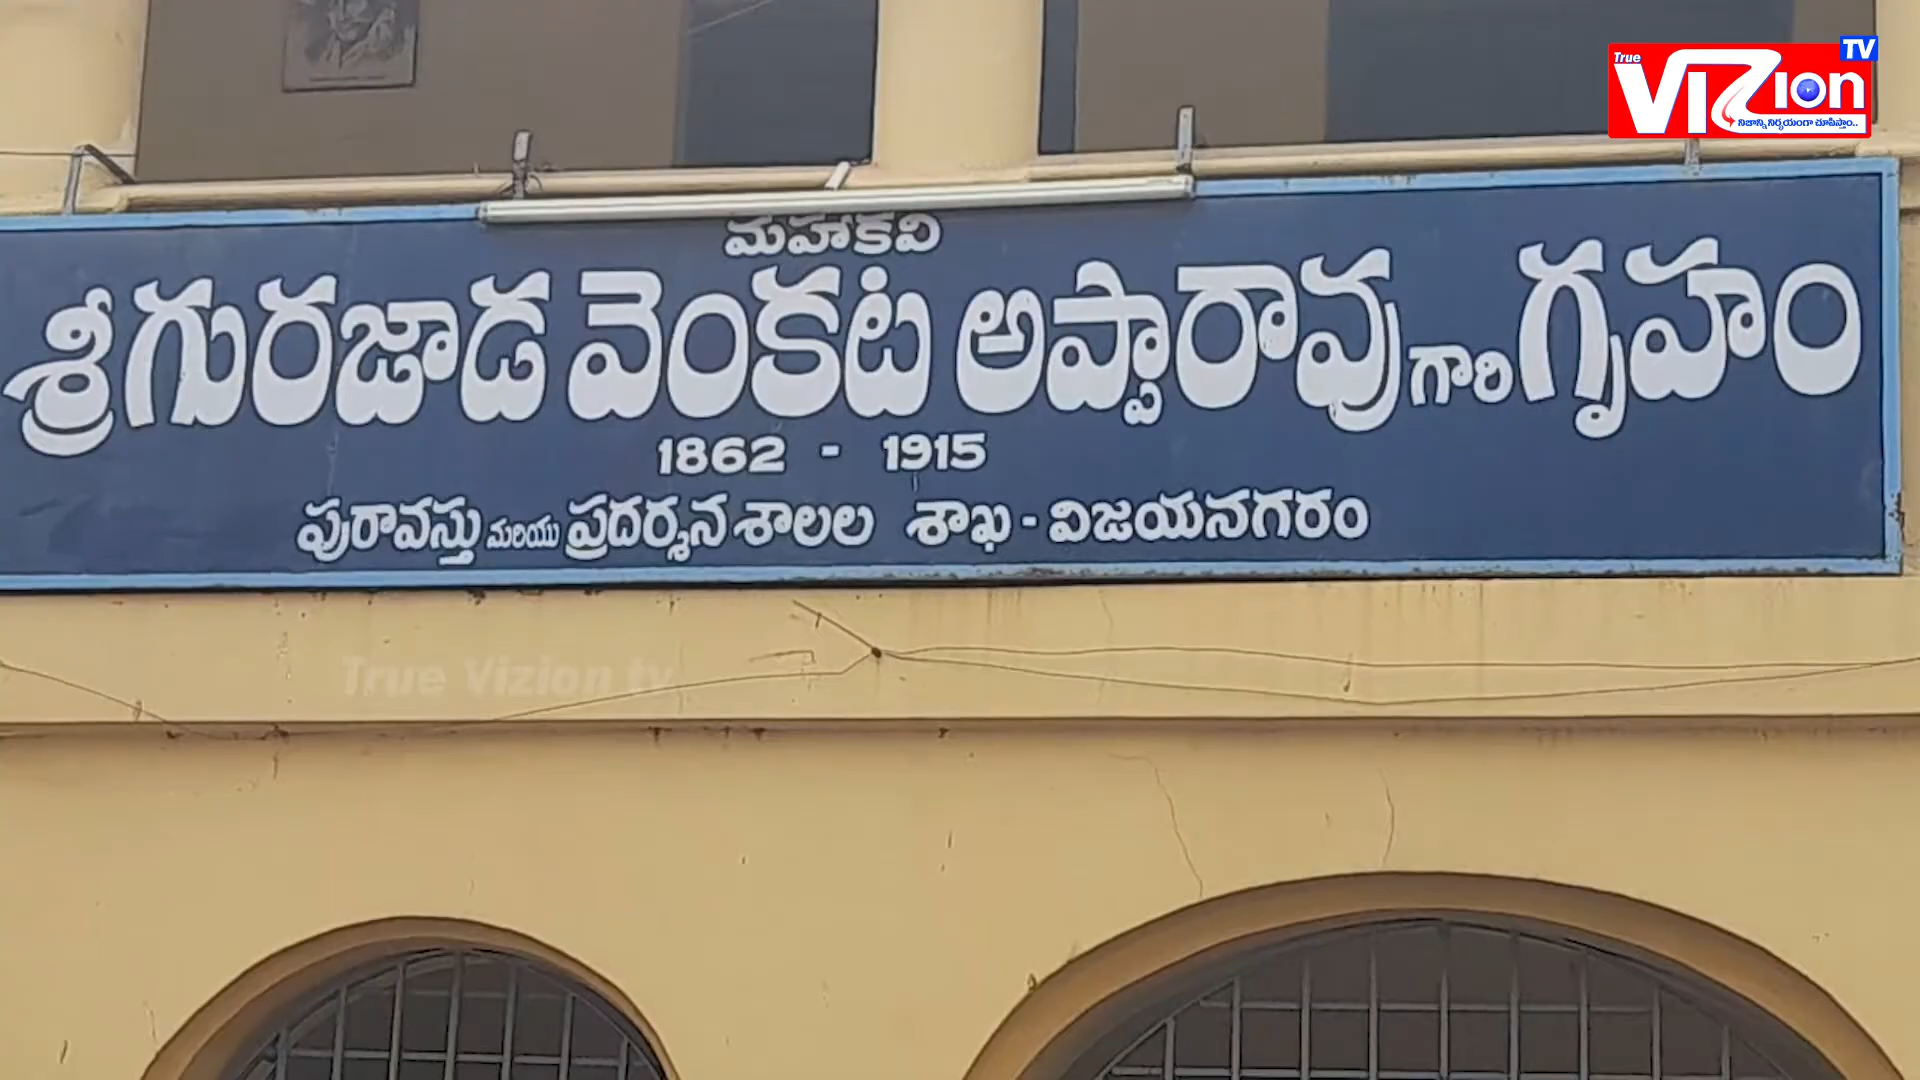 True Vizion TV
నిజాన్ని నిర్భయంగా చూపిస్తాం..
మహాకవి
శ్రీ గురజాడ వెంకట అప్పారావు గారి గృహం
1862 - 1915
పురావస్తు మరియు ప్రదర్శన శాలల శాఖ - విజయనగరం
True Vizion tv